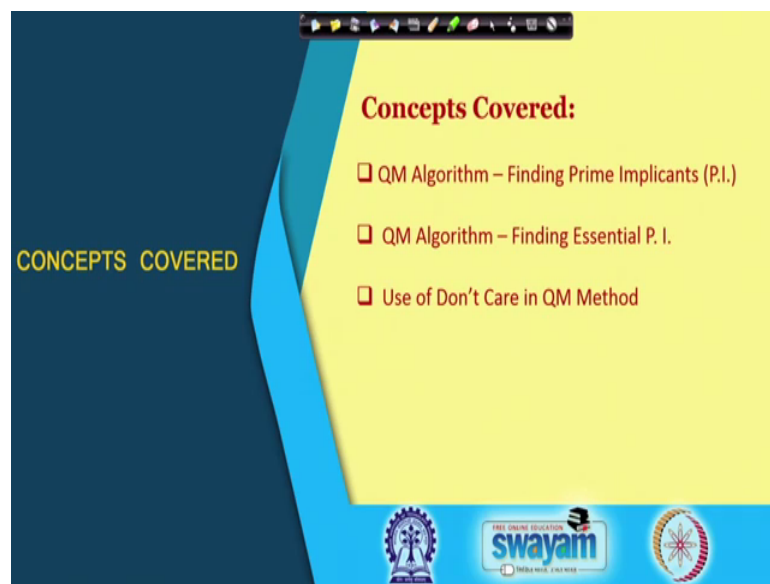 Concepts Covered:
QM Algorithm – Finding Prime Implicants (P.I.)
QM Algorithm – Finding Essential P. I.
Use of Don't Care in QM Method
CONCEPTS COVERED
FREE ONLINE EDUCATION
swayam